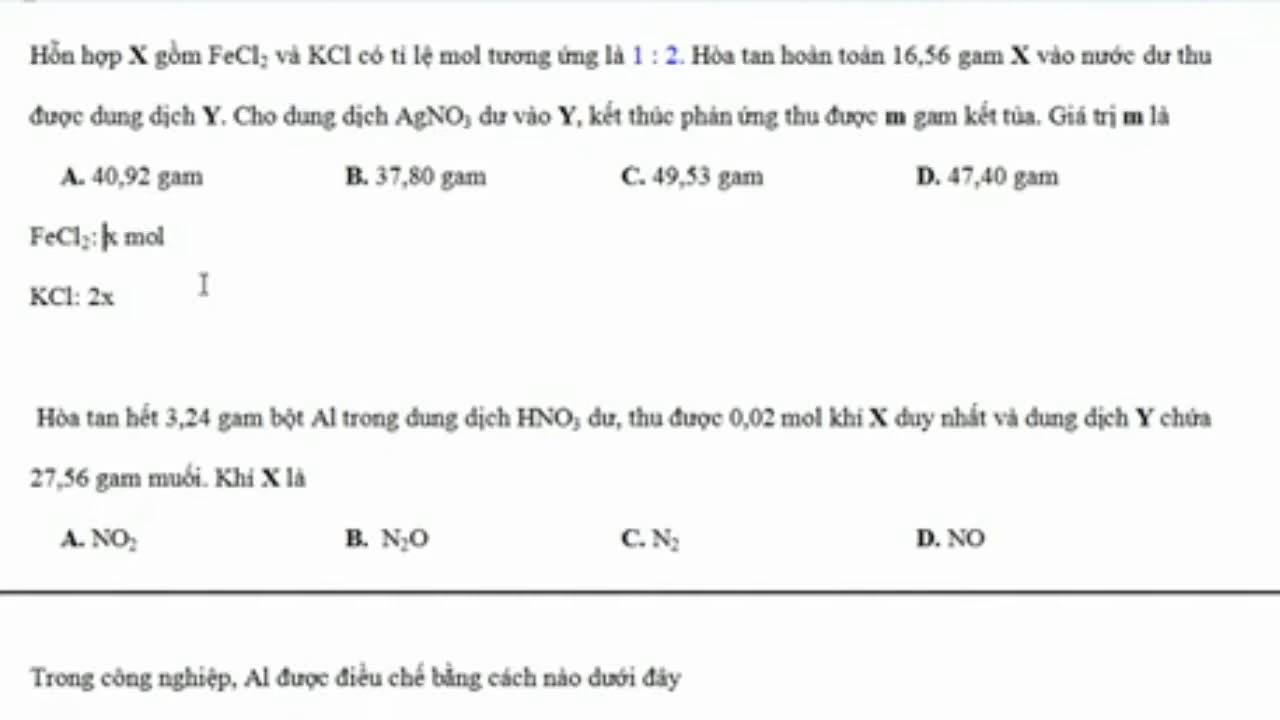 Hỗn hợp X gồm FeCl₂ và KCl có tỉ lệ mol tương ứng là 1 : 2. Hòa tan hoàn toàn 16,56 gam X vào nước dư thu
được dung dịch Y. Cho dung dịch AgNO₃ dư vào Y, kết thúc phản ứng thu được m gam kết tủa. Giá trị m là
A. 40,92 gam B. 37,80 gam C. 49,53 gam D. 47,40 gam
FeCl₂: x mol
KCl: 2x
Hòa tan hết 3,24 gam bột Al trong dung dịch HNO₃ dư, thu được 0,02 mol khí X duy nhất và dung dịch Y chứa
27,56 gam muối. Khí X là
A. NO₂ B. N₂O C. N₂ D. NO
Trong công nghiệp, Al được điều chế bằng cách nào dưới đây